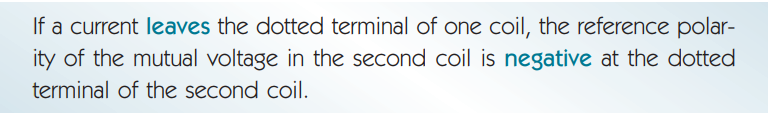 If a current leaves the dotted terminal of one coil, the reference polar-
ity of the mutual voltage in the second coil is negative at the dotted
terminal of the second coil.